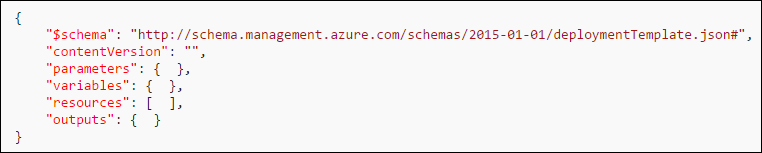 {
"$schema": "http://schema.management.azure.com/schemas/2015-01-01/deploymentTemplate.json#",
"contentVersion": "",
"parameters": {  },
"variables": {  },
"resources": [  ],
"outputs": {  }
}